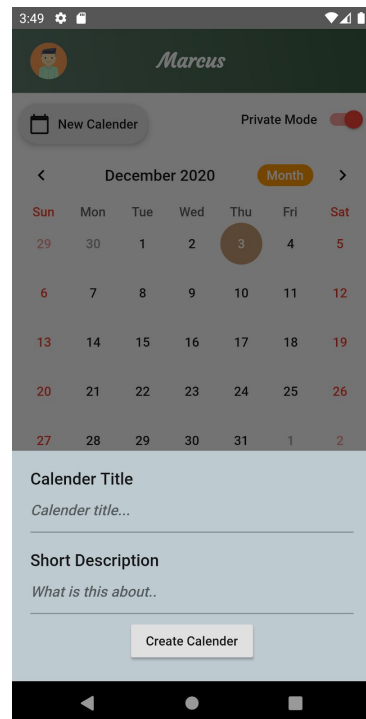 3:49
Marcus
New Calender
Private Mode
December 2020 Month
Sun Mon Tue Wed Thu Fri Sat
29 30 1 2 3 4 5
6 7 8 9 10 11 12
13 14 15 16 17 18 19
20 21 22 23 24 25 26
27 28 29 30 31 1 2
Calender Title
Calender title...
Short Description
What is this about..
Create Calender